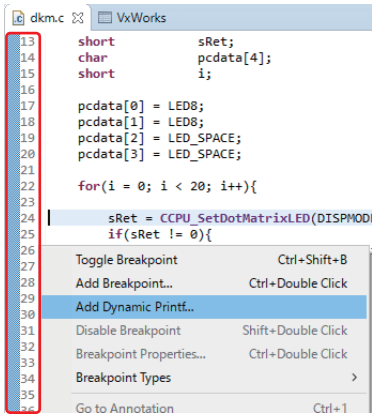 dkm.c VxWorks
13 short sRet;
14 char pcdata[4];
15 short i;
16
17 pcdata[0] = LED8;
18 pcdata[1] = LED8;
19 pcdata[2] = LED_SPACE;
20 pcdata[3] = LED_SPACE;
21
22 for(i = 0; i < 20; i++){
23
24 sRet = CCPU_SetDotMatrixLED(DISPMOD
25 if(sRet != 0){
26
27 Toggle Breakpoint Ctrl+Shift+B
28 Add Breakpoint... Ctrl+Double Click
29
30 Add Dynamic Printf...
31 Disable Breakpoint Shift+Double Click
32
33 Breakpoint Properties... Ctrl+Double Click
34 Breakpoint Types >
35
36 Go to Annotation Ctrl+1